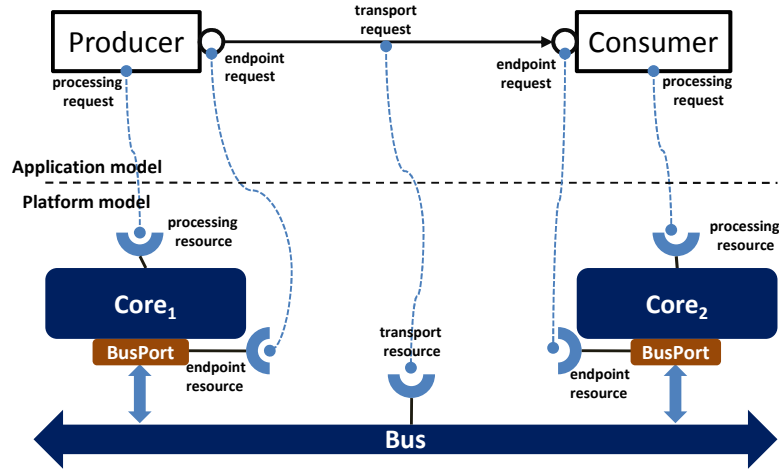 transport
request
Producer
Consumer
endpoint
request
endpoint
request
processing
request
processing
request
Application model
Platform model
processing
resource
processing
resource
Core₁
Core₂
transport
resource
BusPort
BusPort
endpoint
resource
endpoint
resource
Bus